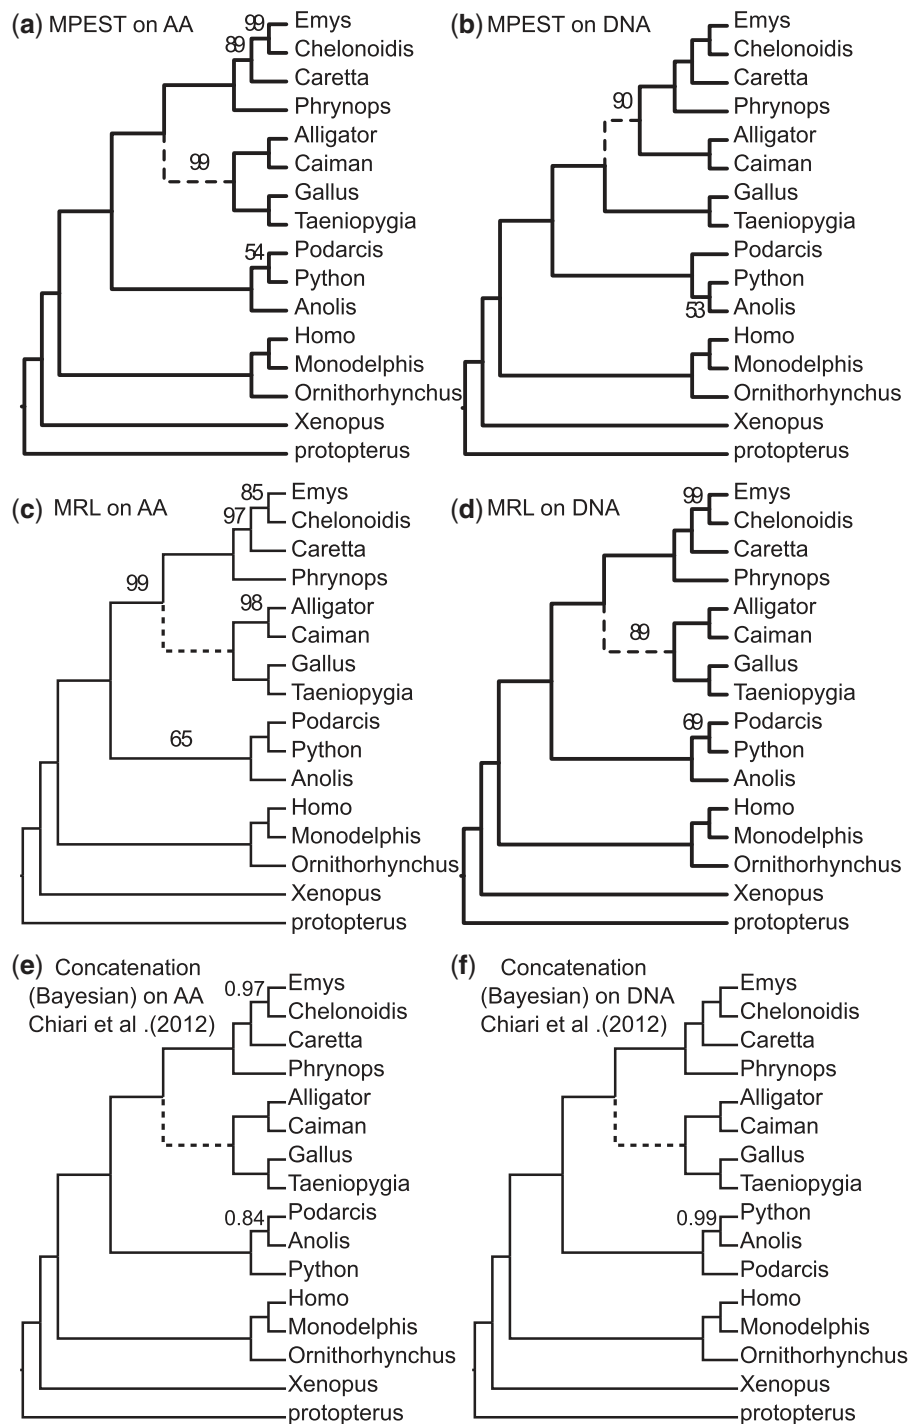 (a) MPEST on AA
99
89
Emys
Chelonoidis
Caretta
Phrynops
99
Alligator
Caiman
Gallus
Taeniopygia
54
Podarcis
Python
Anolis
Homo
Monodelphis
Ornithorhynchus
Xenopus
protopterus
(b) MPEST on DNA
Emys
Chelonoidis
Caretta
90
Phrynops
Alligator
Caiman
Gallus
Taeniopygia
Podarcis
Python
53
Anolis
Homo
Monodelphis
Ornithorhynchus
Xenopus
protopterus
(c) MRL on AA
85
Emys
97
Chelonoidis
Caretta
99
Phrynops
98
Alligator
Caiman
Gallus
Taeniopygia
65
Podarcis
Python
Anolis
Homo
Monodelphis
Ornithorhynchus
Xenopus
protopterus
(d) MRL on DNA
99
Emys
Chelonoidis
Caretta
Phrynops
89
Alligator
Caiman
Gallus
Taeniopygia
69
Podarcis
Python
Anolis
Homo
Monodelphis
Ornithorhynchus
Xenopus
protopterus
(e) Concatenation
(Bayesian) on AA
Chiari et al .(2012)
0.97
Emys
Chelonoidis
Caretta
Phrynops
Alligator
Caiman
Gallus
Taeniopygia
0.84
Podarcis
Anolis
Python
Homo
Monodelphis
Ornithorhynchus
Xenopus
protopterus
(f) Concatenation
(Bayesian) on DNA
Chiari et al .(2012)
Emys
Chelonoidis
Caretta
Phrynops
Alligator
Caiman
Gallus
Taeniopygia
0.99
Python
Anolis
Podarcis
Homo
Monodelphis
Ornithorhynchus
Xenopus
protopterus